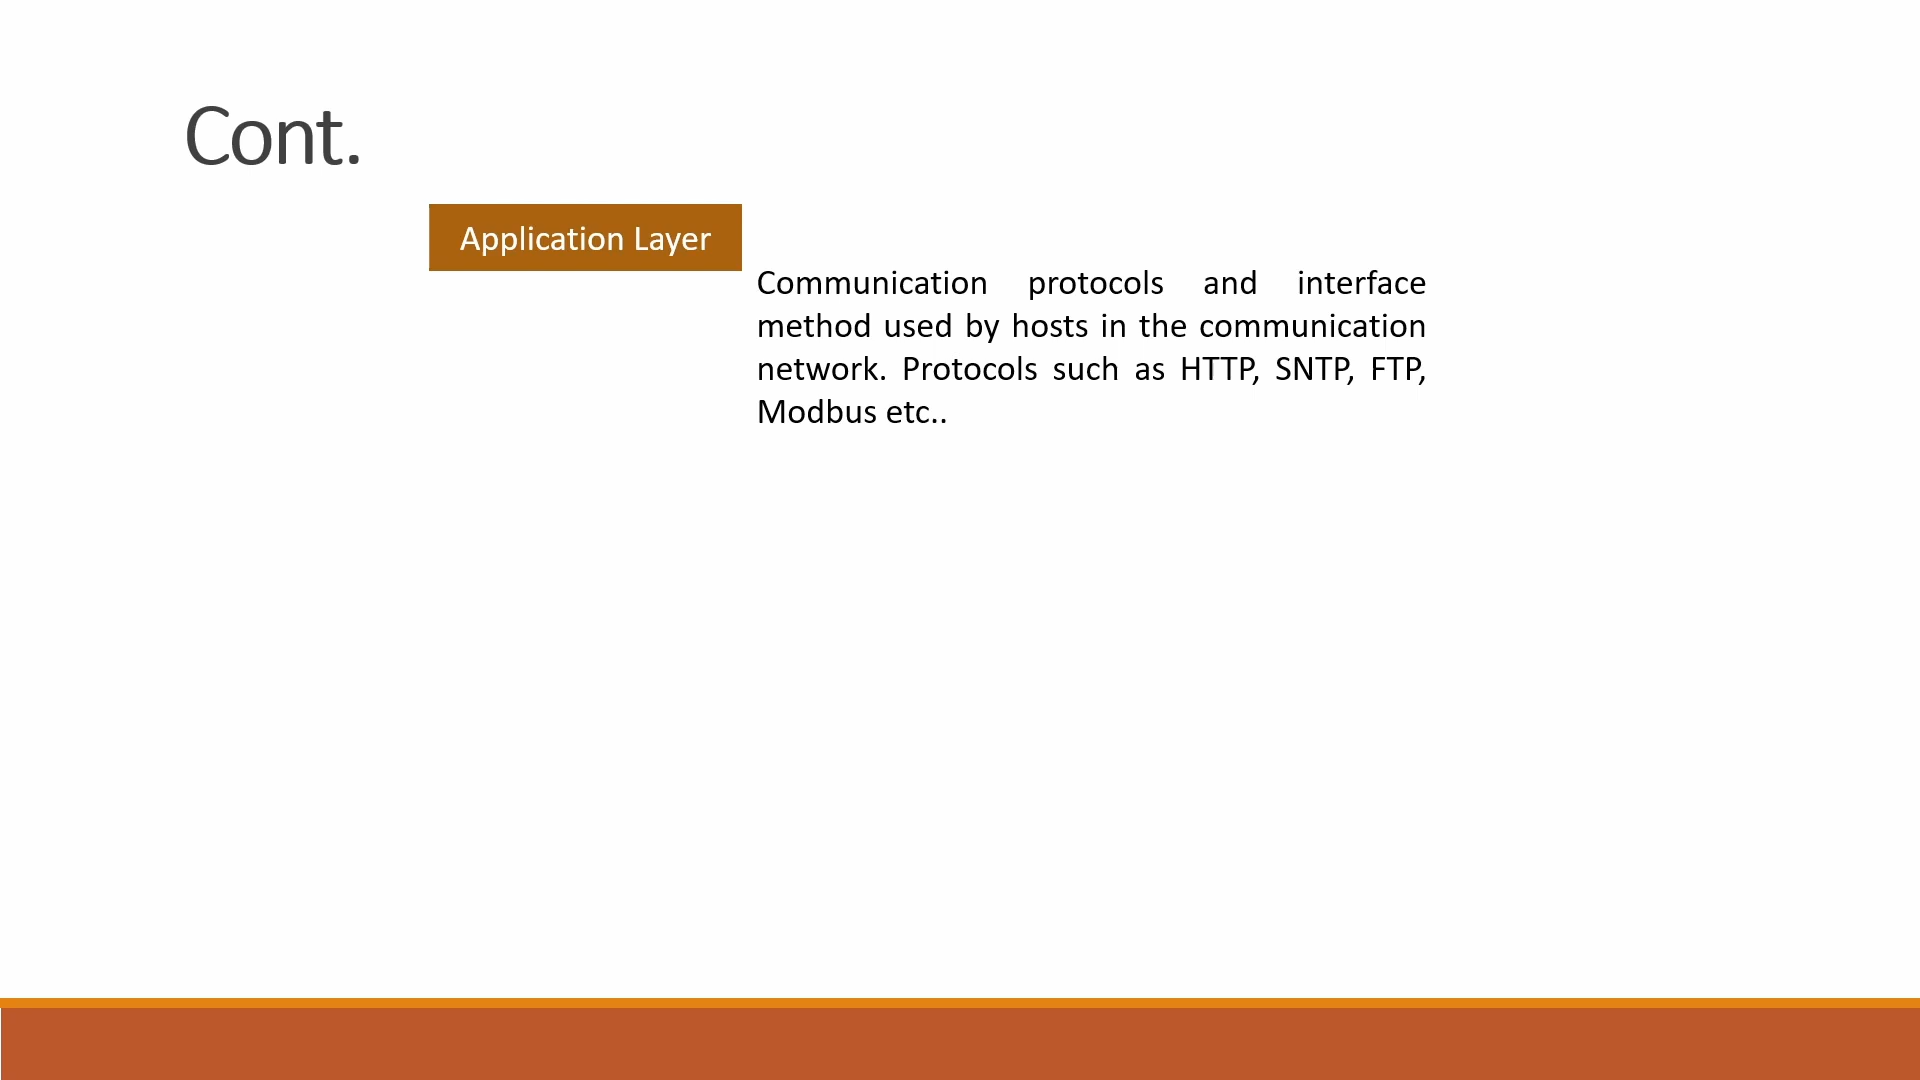 Cont.
Application Layer
Communication protocols and interface
method used by hosts in the communication
network. Protocols such as HTTP, SNTP, FTP,
Modbus etc..